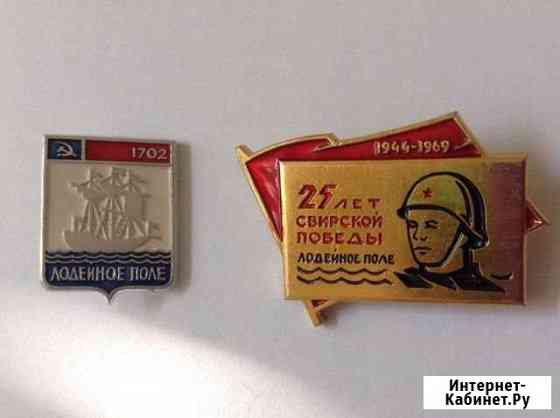 1702
ЛОДЕЙНОЕ ПОЛЕ
1944-1969
25 ЛЕТ
СВИРСКОЙ
ПОБЕДЫ
ЛОДЕЙНОЕ ПОЛЕ
Интернет-
Кабинет.Ру